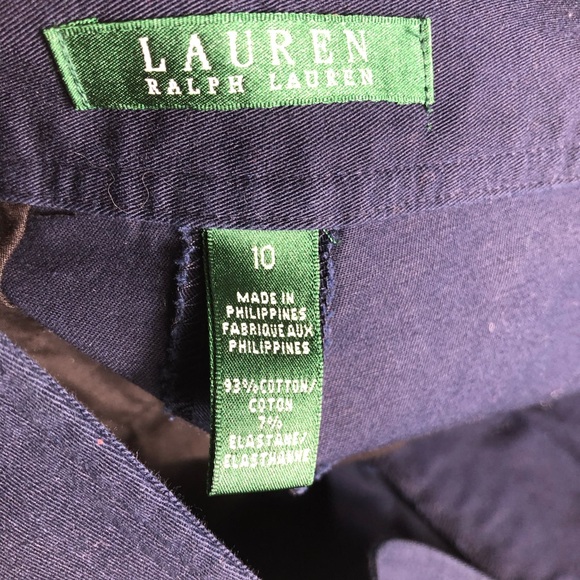 LAUREN
RALPH LAUREN
10
MADE IN
PHILIPPINES
FABRIQUE AUX
PHILIPPINES
93% COTTON/
COTON
7%
ELASTANE/
ELASTHANNE